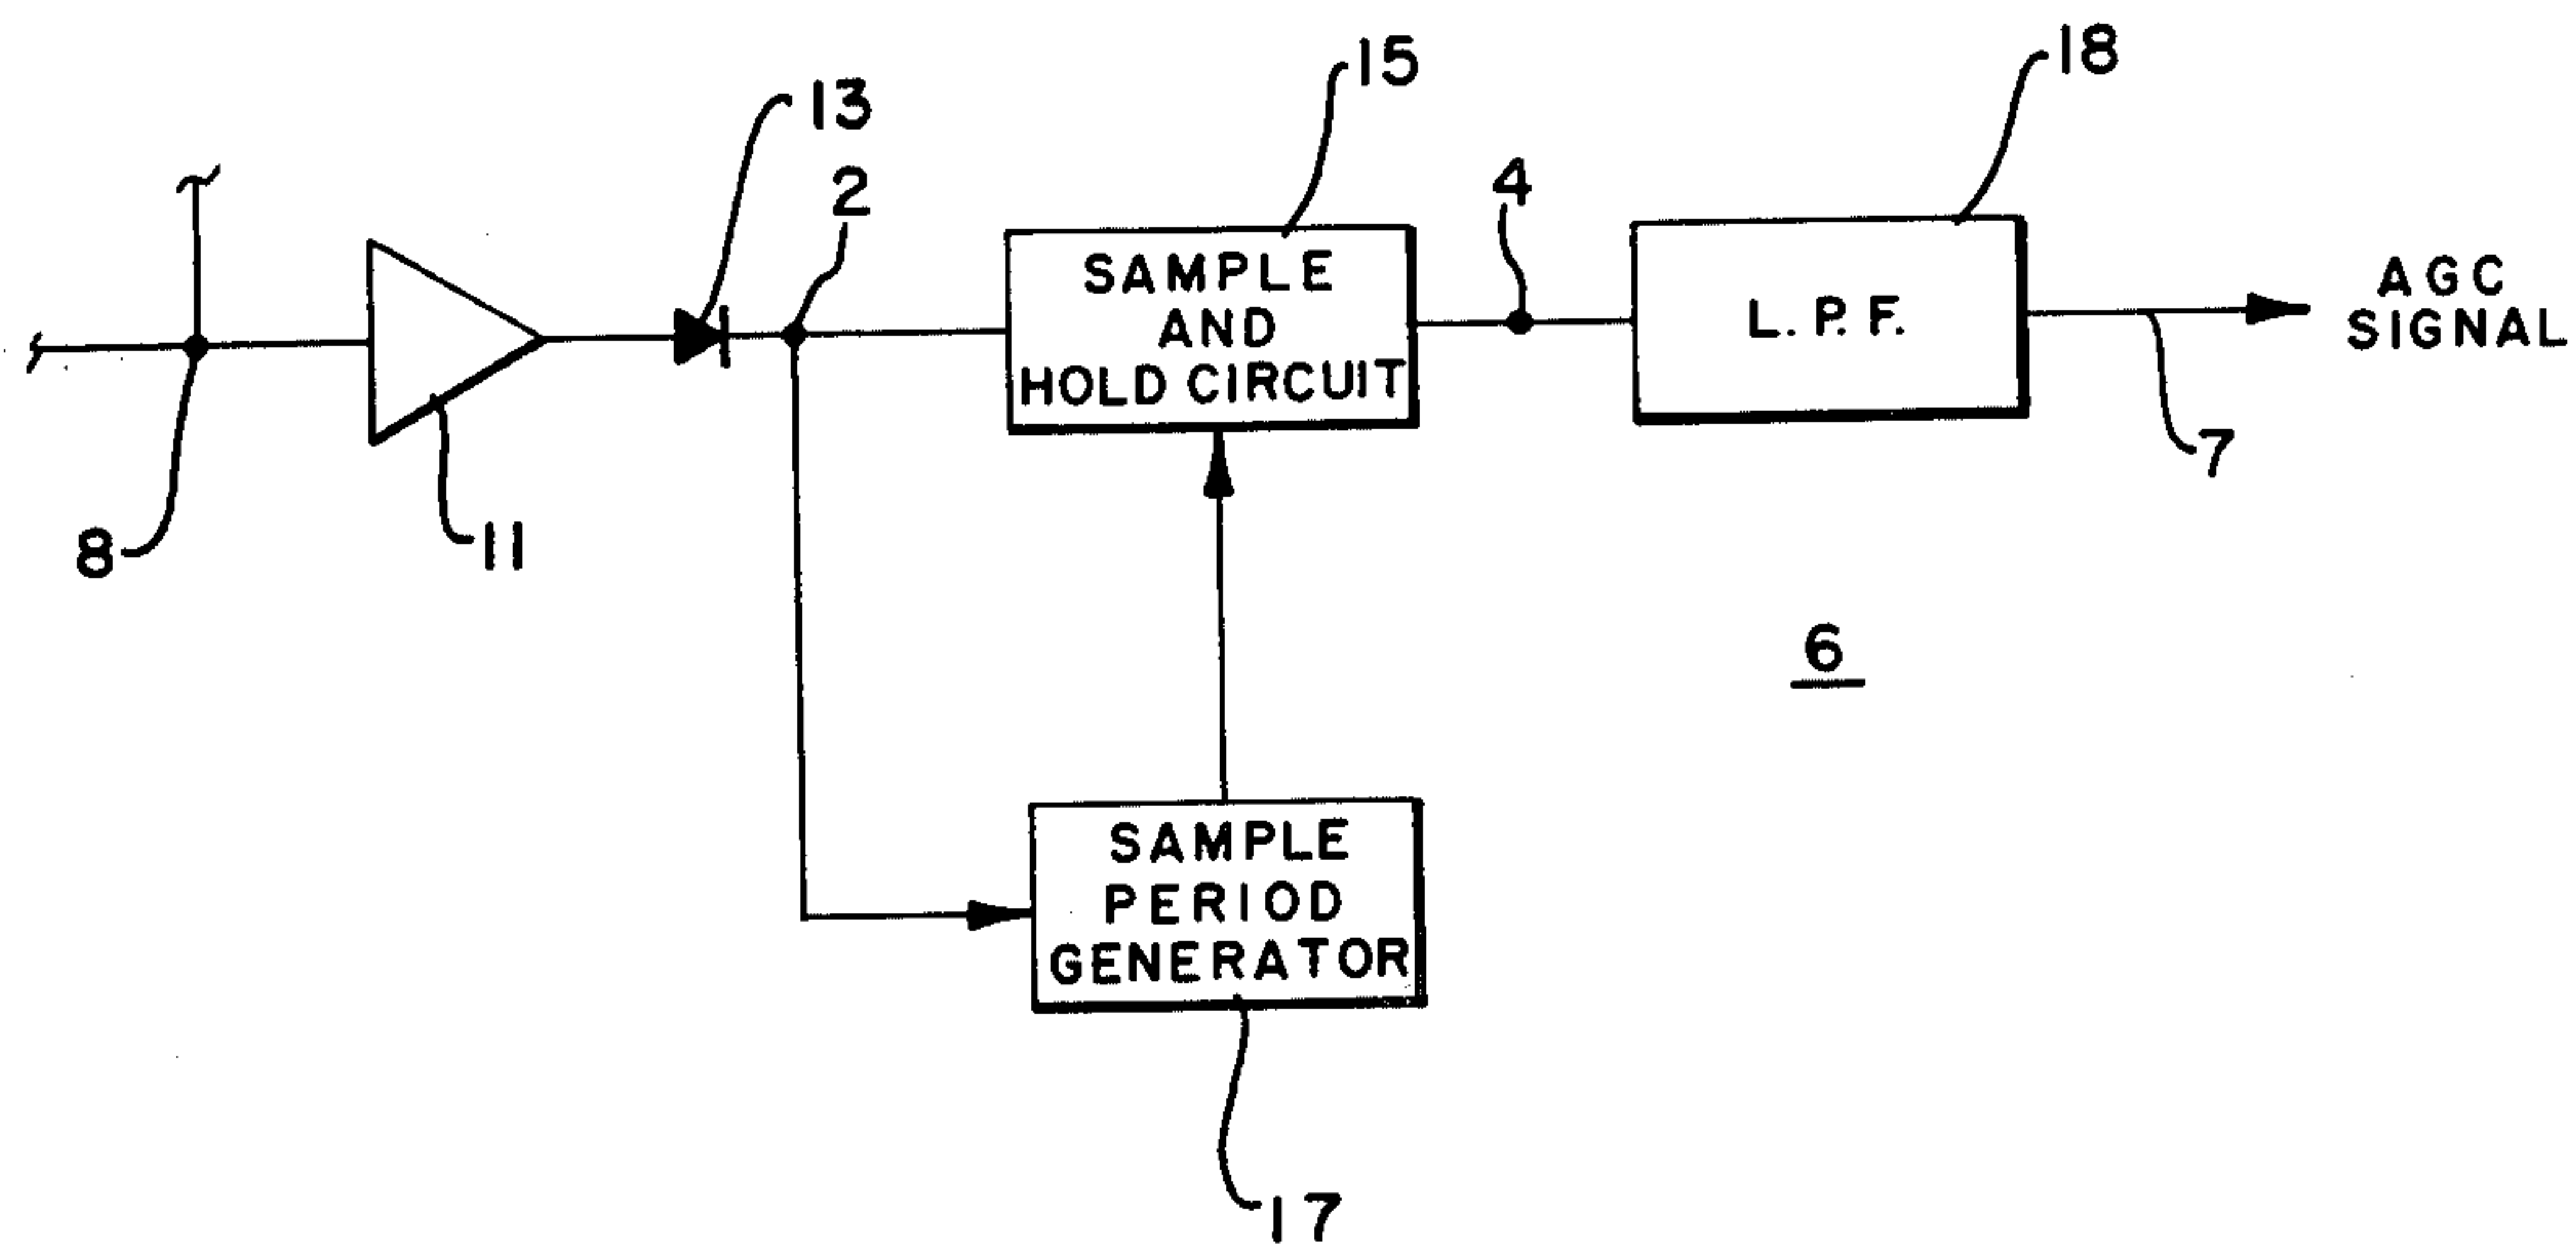 15
18
13
2
4
SAMPLE
AND
HOLD CIRCUIT
L. P. F.
AGC
SIGNAL
7
8
11
6
SAMPLE
PERIOD
GENERATOR
17